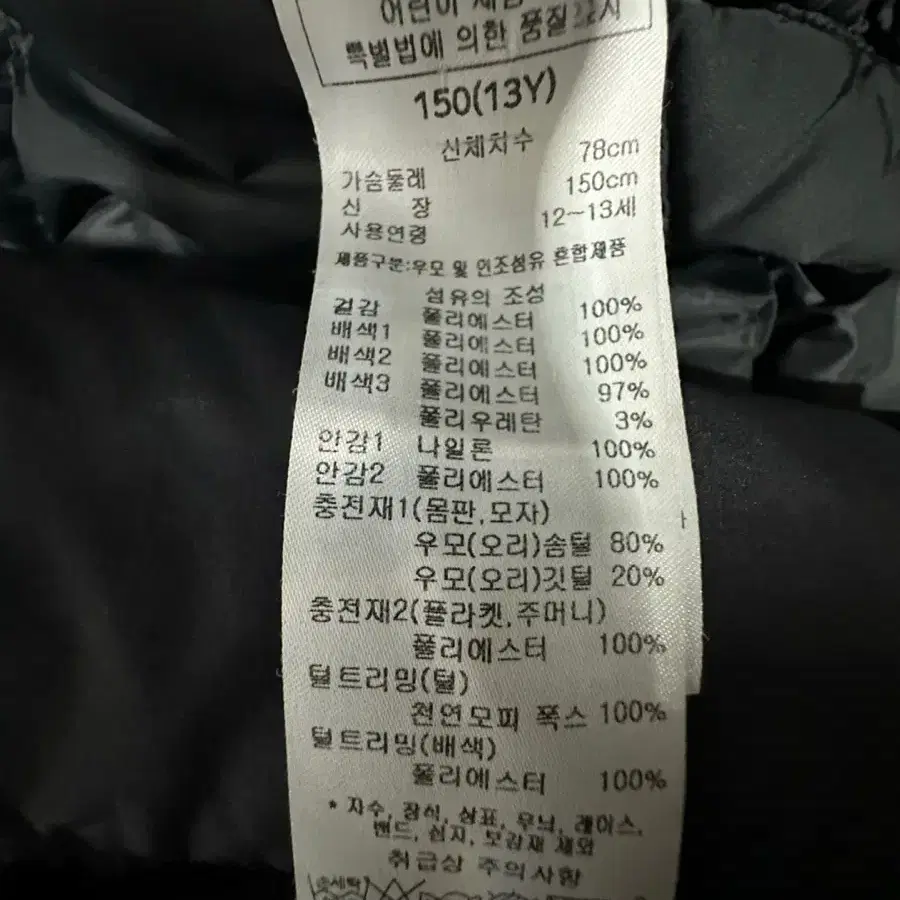 어린이 제품
특별법에 의한 품질표시
150(13Y)
신체치수
가슴둘레 78cm
신 장 150cm
사용연령 12~13세
제품구분:우모 및 인조섬유 혼합제품
섬유의 조성
겉감 폴리에스터 100%
배색1 폴리에스터 100%
배색2 폴리에스터 100%
배색3 폴리에스터 97%
폴리우레탄 3%
안감1 나일론 100%
안감2 폴리에스터 100%
충전재1(몸판,모자)
우모(오리)솜털 80%
우모(오리)깃털 20%
충전재2(플라켓,주머니)
폴리에스터 100%
털트리밍(털)
천연모피 폭스 100%
털트리밍(배색)
폴리에스터 100%
* 자수, 장식, 상표, 무늬, 레이스,
밴드, 심지, 보강재 제외
취급상 주의사항
손세탁